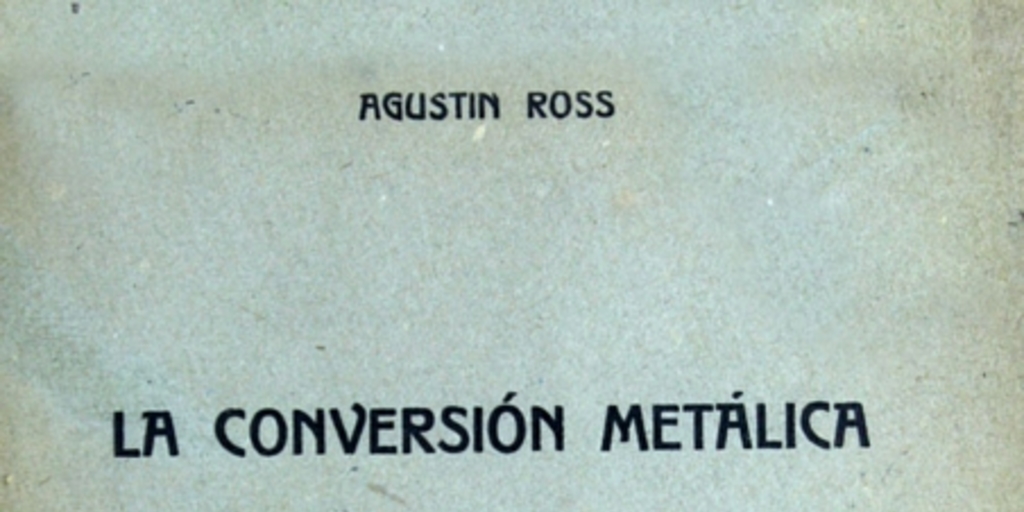 AGUSTIN ROSS
LA CONVERSIÓN METÁLICA